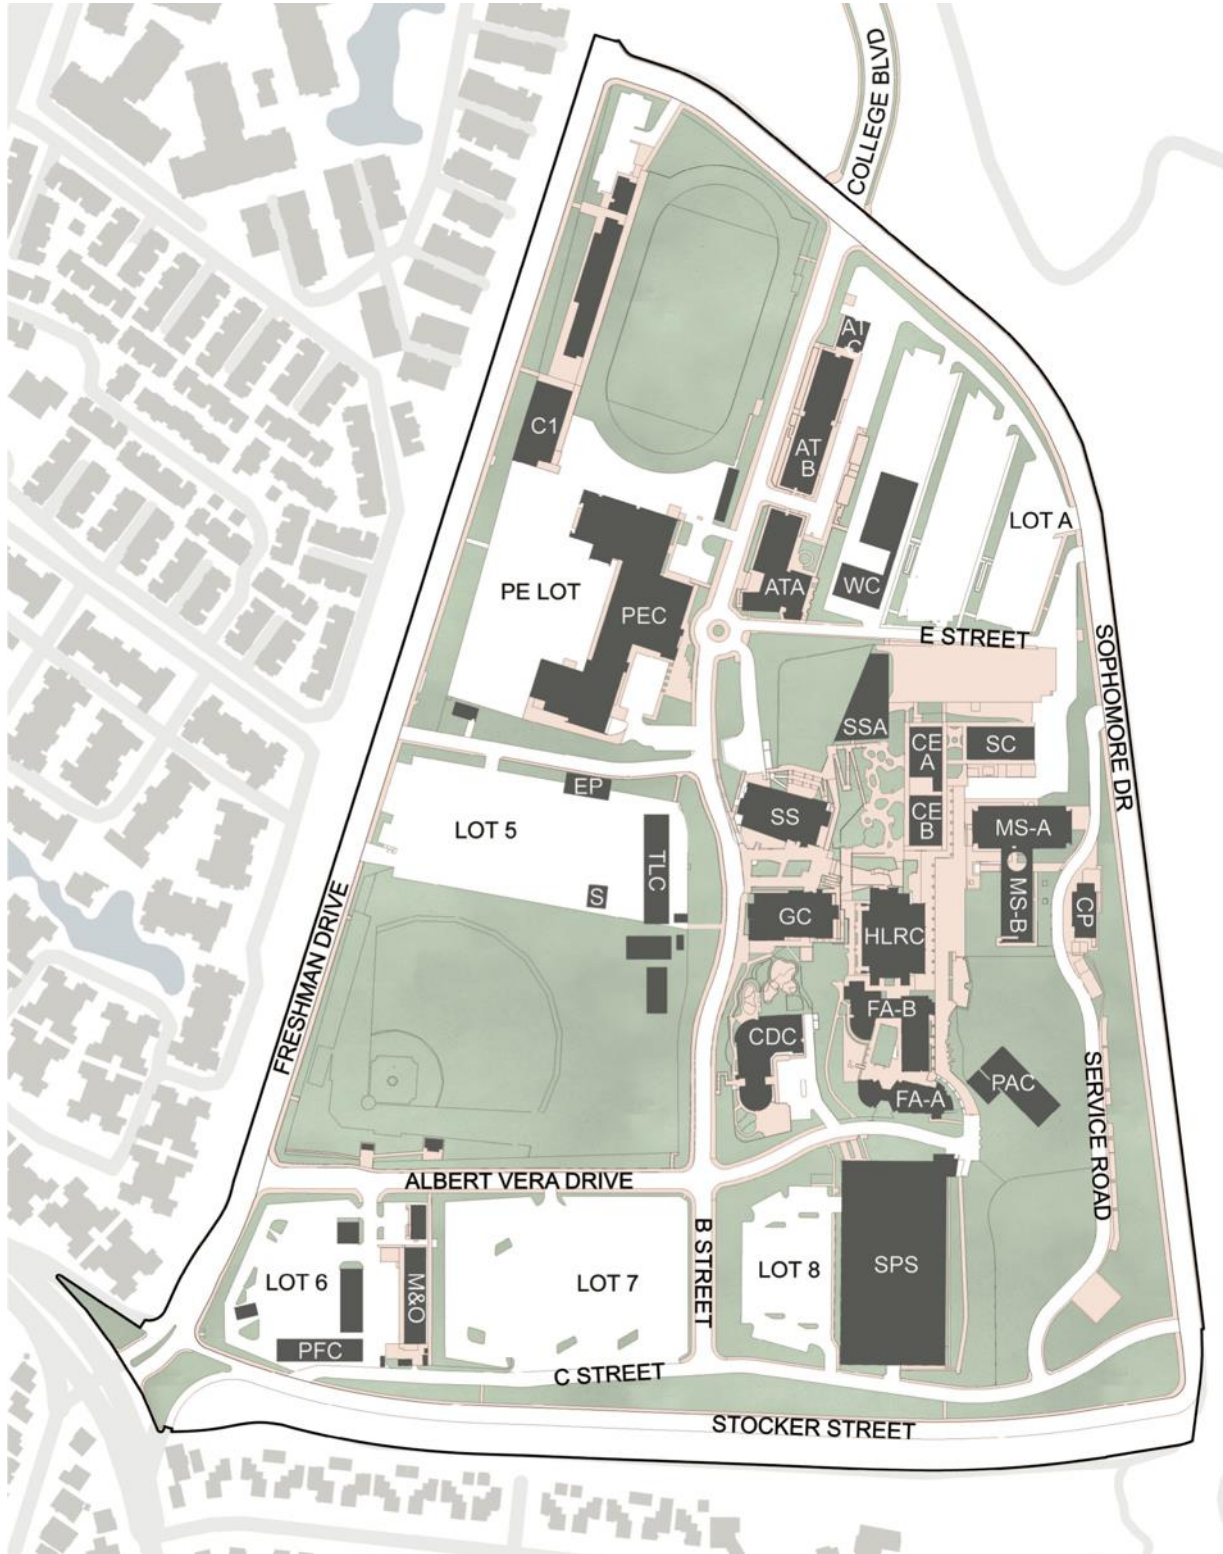 COLLEGE BLVD
AT
C
C1
AT
B
LOT A
PE LOT
ATA
WC
PEC
E STREET
SOPHOMORE DR
SSA
CE
A
SC
EP
LOT 5
SS
CE
B
MS-A
TLC
S
MS-B
CP
GC
HLRC
FRESHMAN DRIVE
FA-B
CDC
PAC
FA-A
SERVICE ROAD
ALBERT VERA DRIVE
B STREET
LOT 6
M&O
LOT 7
LOT 8
SPS
PFC
C STREET
STOCKER STREET